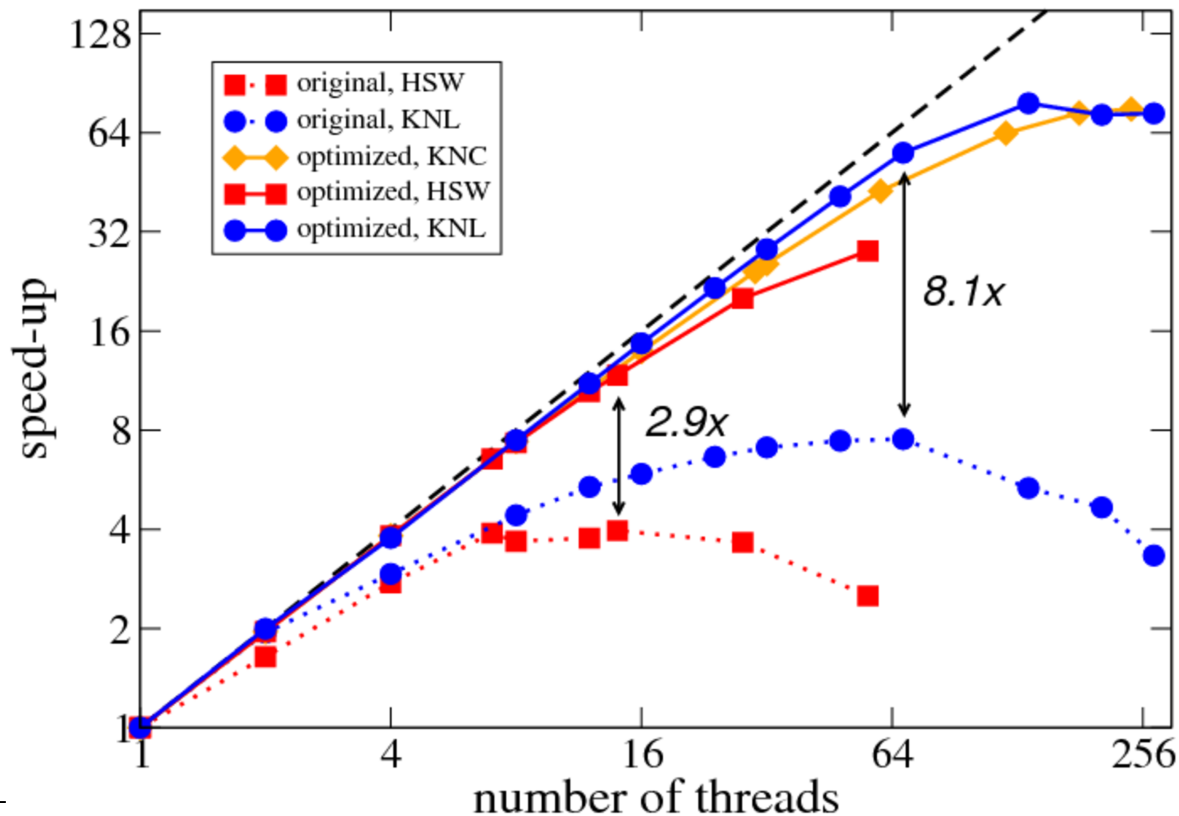 128
64
32
16
8
4
2
1
original, HSW
original, KNL
optimized, KNC
optimized, HSW
optimized, KNL
8.1x
2.9x
speed-up
1
4
16
64
256
number of threads